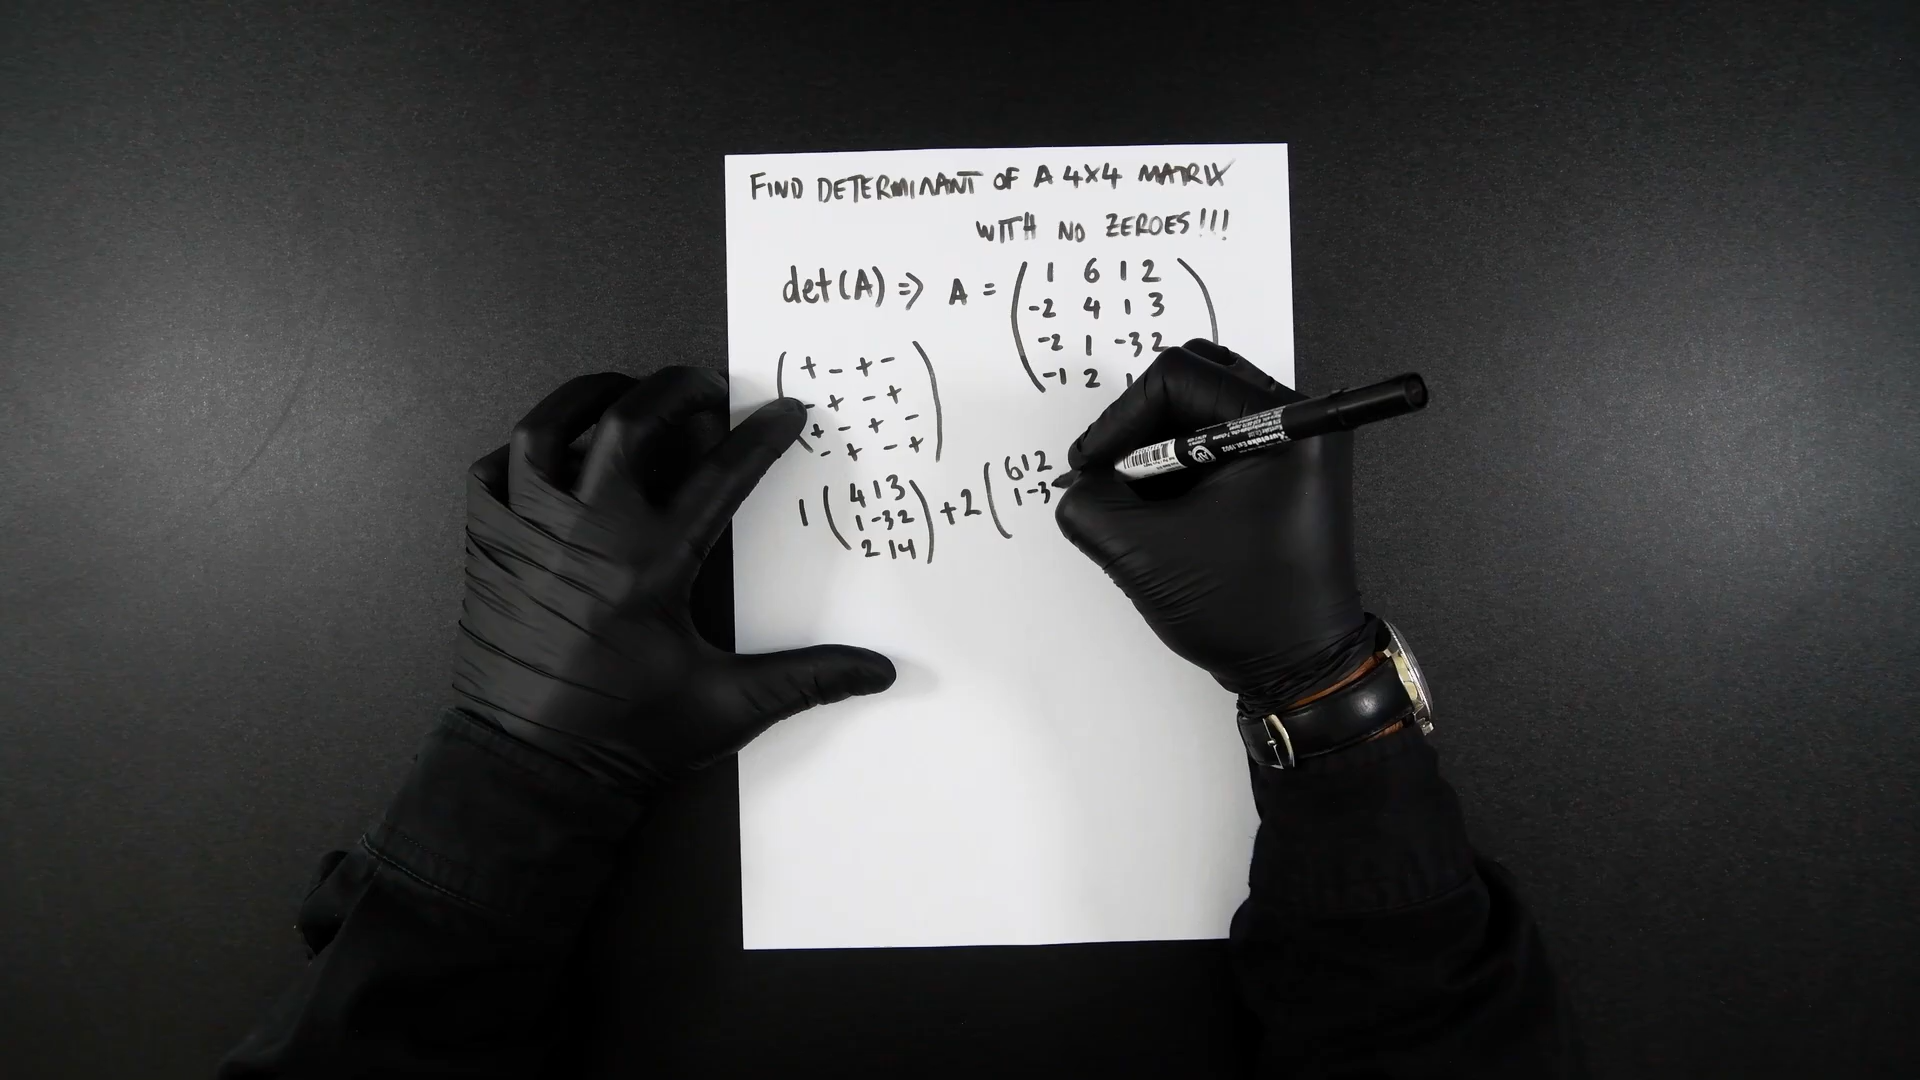 FIND DETERMINANT OF A 4X4 MATRIX
WITH NO ZEROES!!!
det(A) => A = ( 1 6 1 2
-2 4 1 3
-2 1 -3 2
-1 2 1 )
( + - + -
- + - +
+ - + -
- + - + )
1 ( 4 1 3
1 -3 2
2 1 4 ) + 2 ( 6 1 2
1 -3
Kuretake